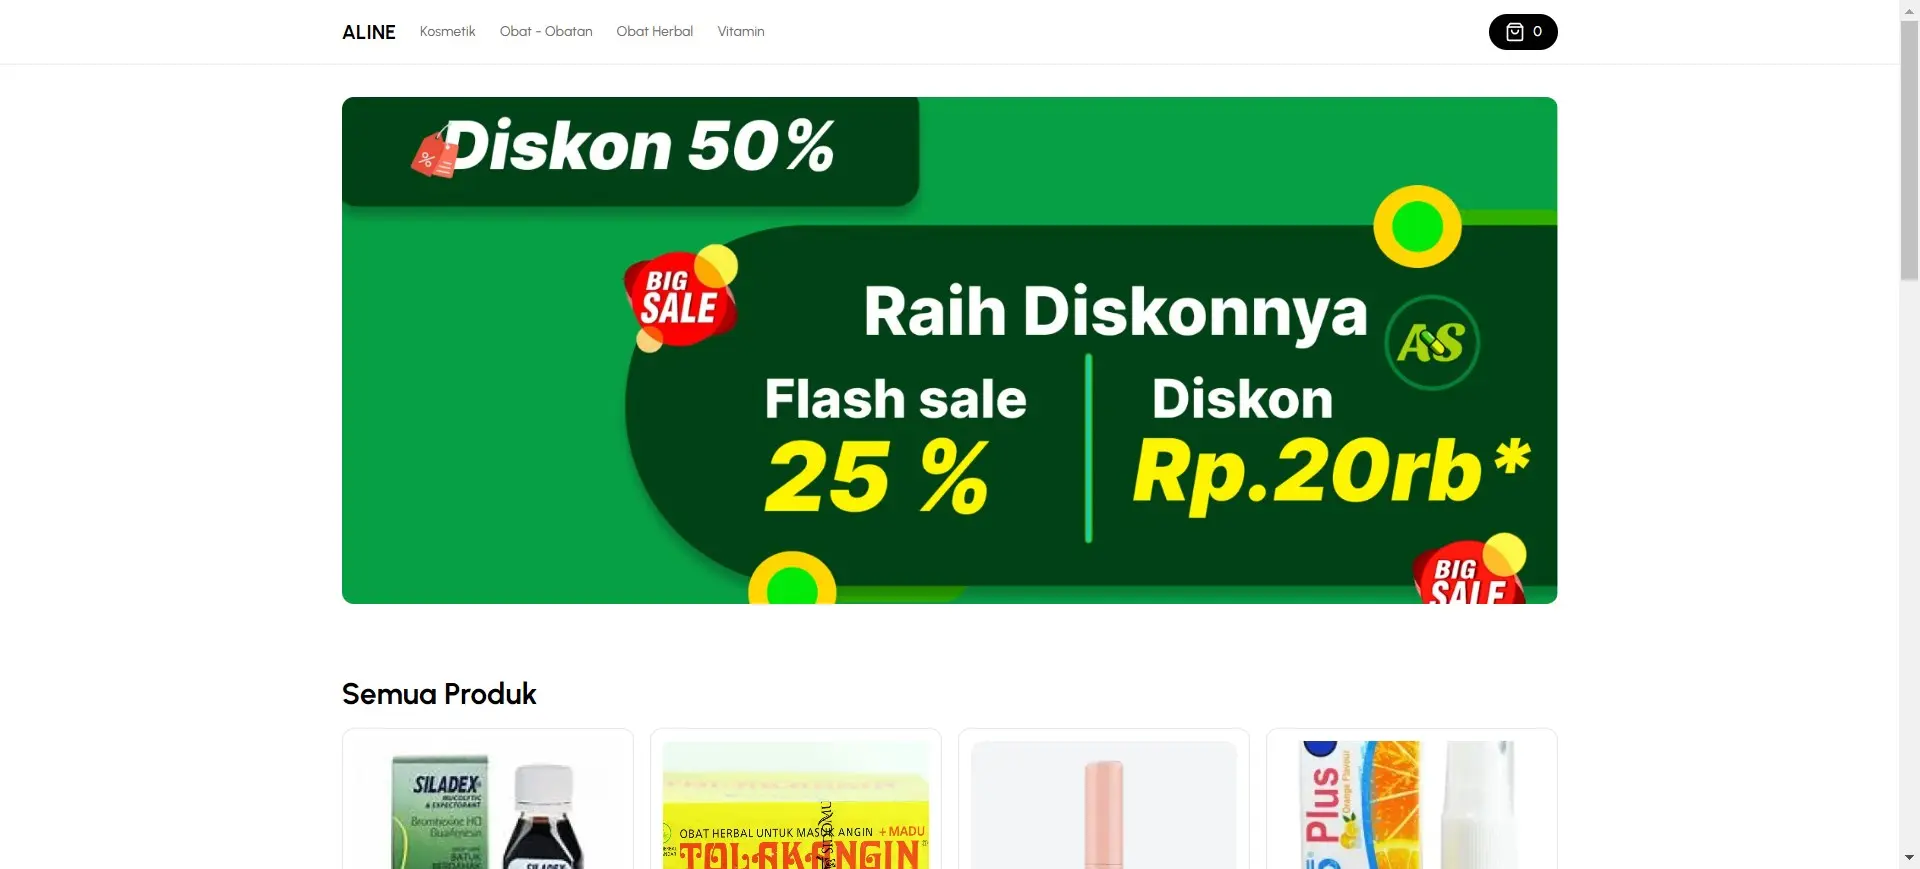 ALINE Kosmetik Obat - Obatan Obat Herbal Vitamin 0
Diskon 50%
BIG
SALE
Raih Diskonnya
AS
Flash sale
25 %
Diskon
Rp.20rb*
BIG
SALE
Semua Produk
SILADEX
MUCOLYTIC
& EXPECTORANT
Bromhexine HCl
Guaifenesin
BATUK
BERDAHAK
SILADEX
OBAT HERBAL UNTUK MASUK ANGIN + MADU
TOLAK ANGIN
Plus
Orange Flavour